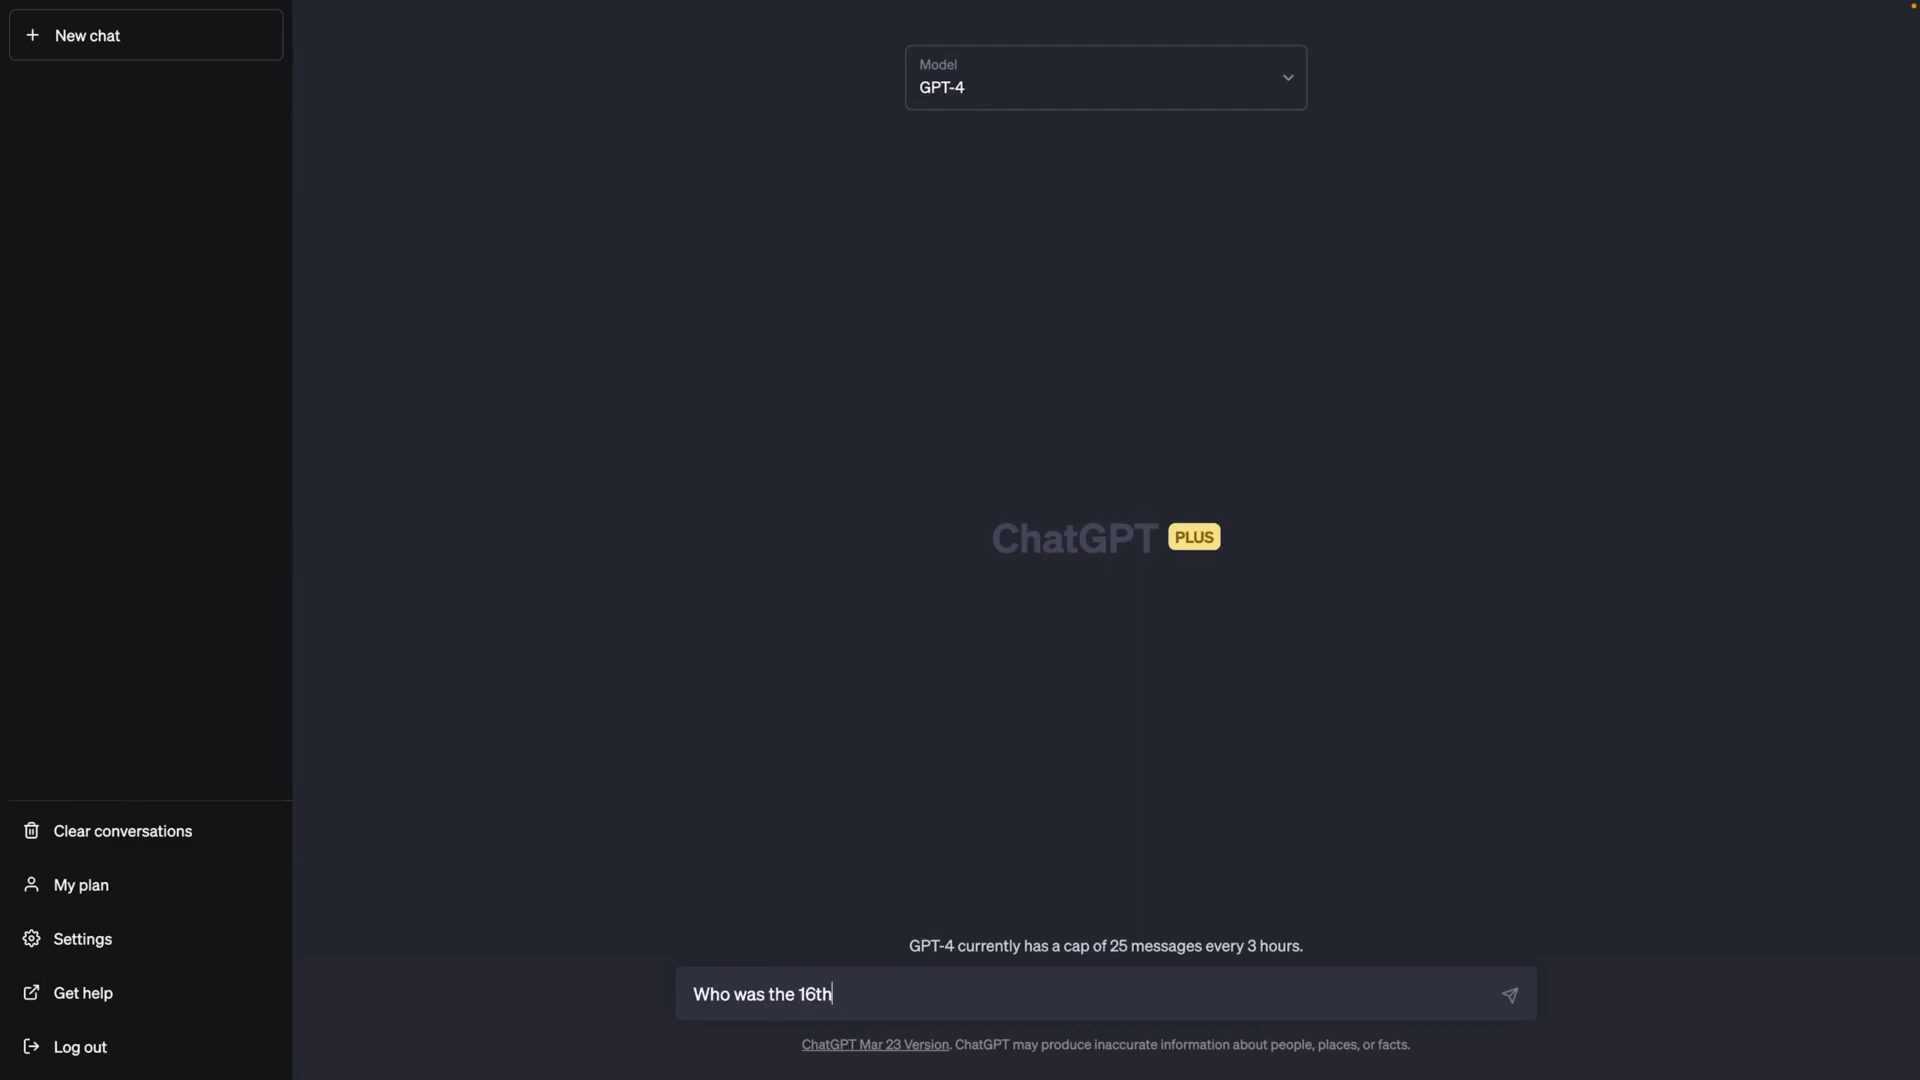 New chat
Model
GPT-4
ChatGPT PLUS
Clear conversations
My plan
Settings
Get help
Log out
GPT-4 currently has a cap of 25 messages every 3 hours.
Who was the 16th
ChatGPT Mar 23 Version. ChatGPT may produce inaccurate information about people, places, or facts.